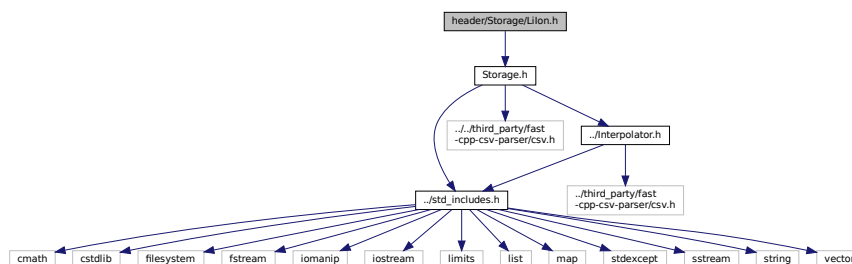 header/Storage/LiIon.h
Storage.h
../../third_party/fast
-cpp-csv-parser/csv.h
../Interpolator.h
../third_party/fast
-cpp-csv-parser/csv.h
../std_includes.h
cmath
cstdlib
filesystem
fstream
iomanip
iostream
limits
list
map
stdexcept
sstream
string
vector